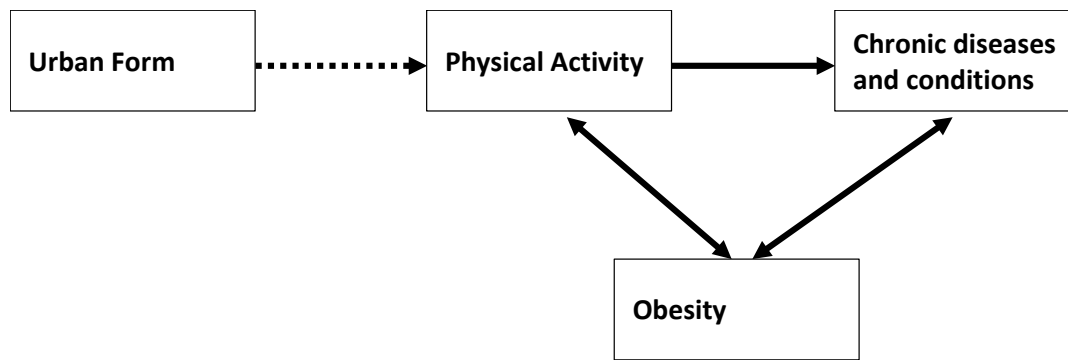 Urban Form
Physical Activity
Chronic diseases
and conditions
Obesity